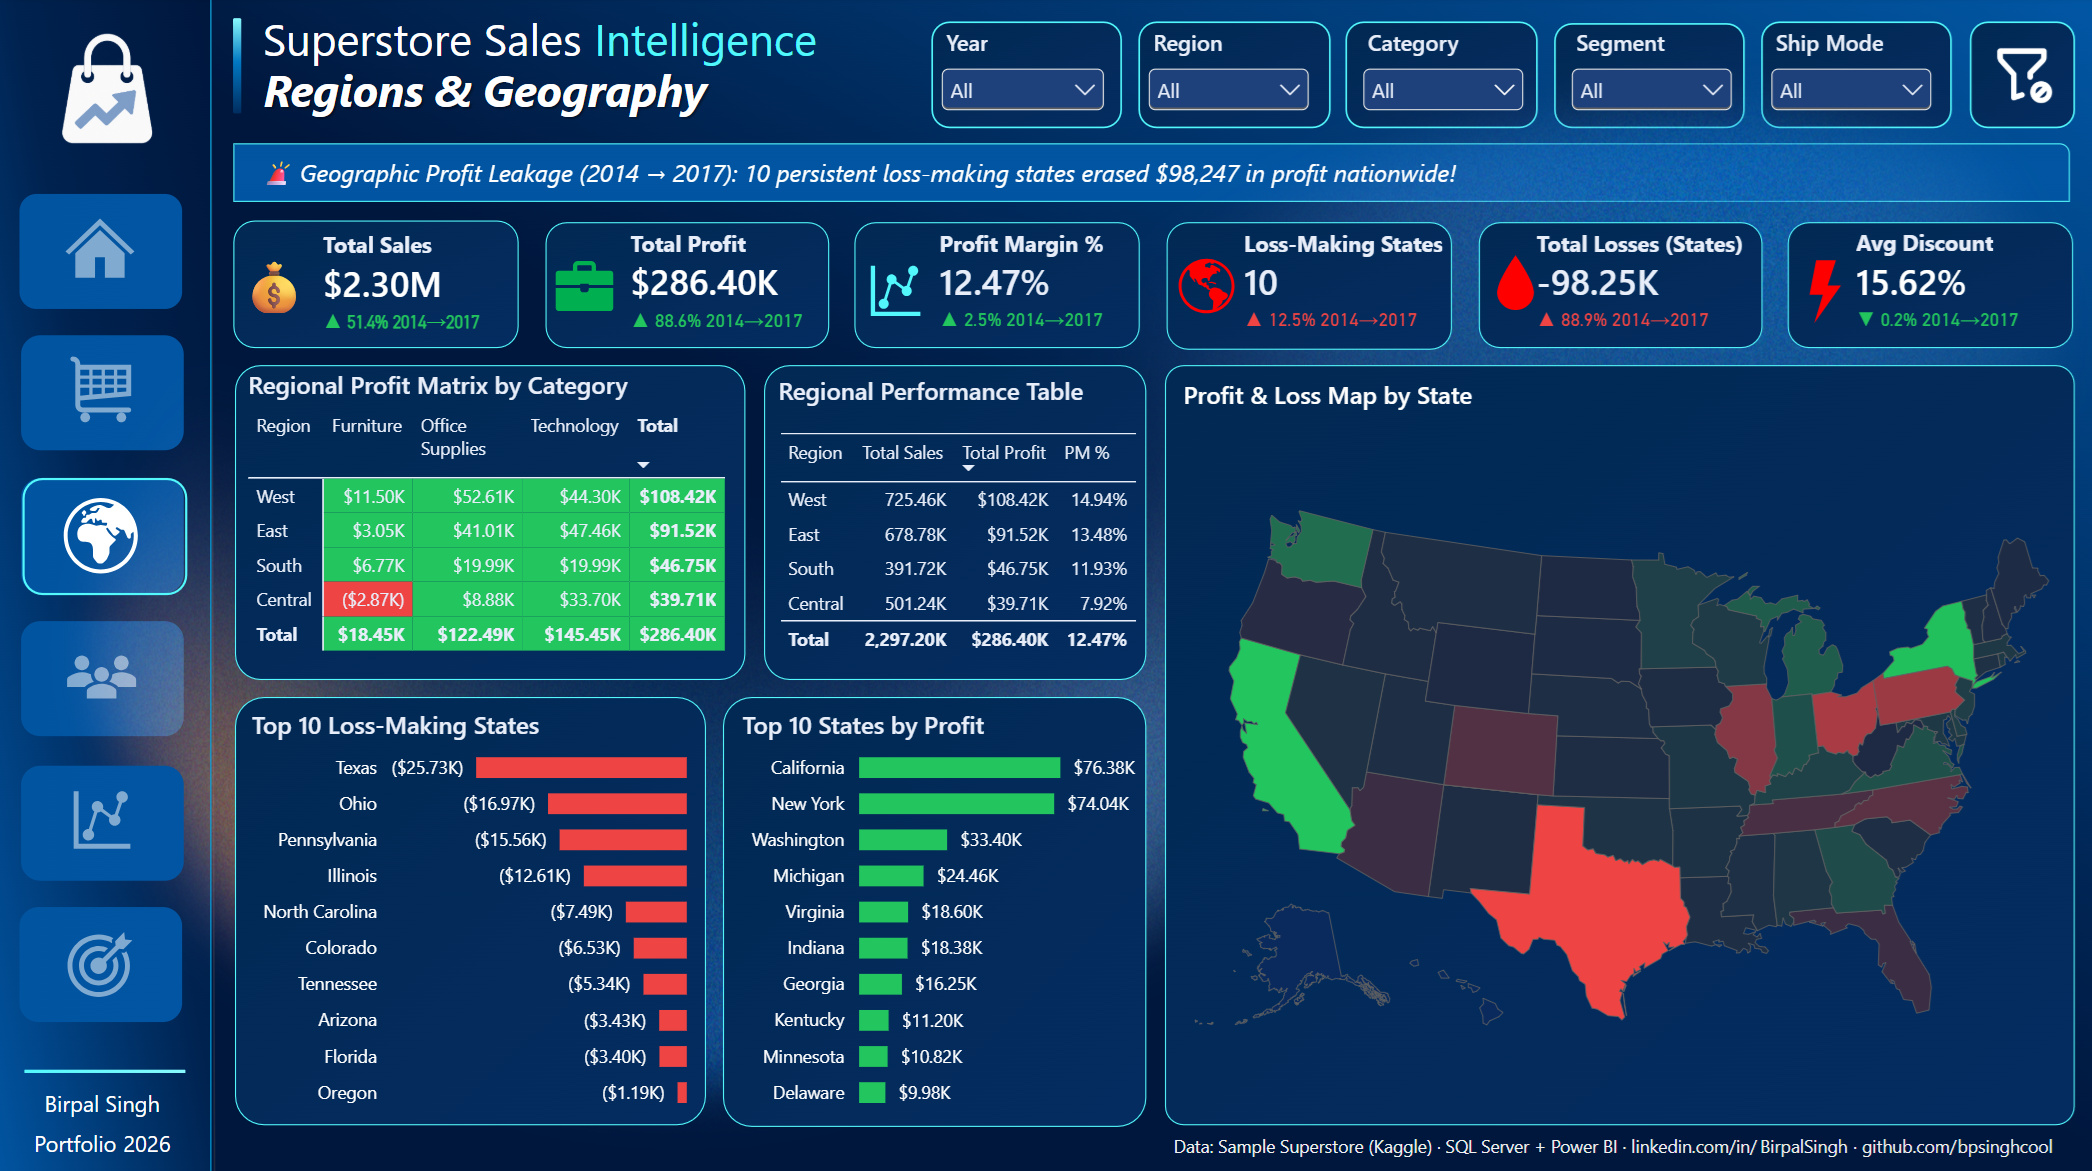 Superstore Sales Intelligence
Regions & Geography
Year
All
Region
All
Category
All
Segment
All
Ship Mode
All
Geographic Profit Leakage (2014 → 2017): 10 persistent loss-making states erased $98,247 in profit nationwide!
Total Sales
$2.30M
▲ 51.4% 2014→2017
Total Profit
$286.40K
▲ 88.6% 2014→2017
Profit Margin %
12.47%
▲ 2.5% 2014→2017
Loss-Making States
10
▲ 12.5% 2014→2017
Total Losses (States)
-98.25K
▲ 88.9% 2014→2017
Avg Discount
15.62%
▼ 0.2% 2014→2017
Regional Profit Matrix by Category
Region Furniture Office Supplies Technology Total
West $11.50K $52.61K $44.30K $108.42K
East $3.05K $41.01K $47.46K $91.52K
South $6.77K $19.99K $19.99K $46.75K
Central ($2.87K) $8.88K $33.70K $39.71K
Total $18.45K $122.49K $145.45K $286.40K
Regional Performance Table
Region Total Sales Total Profit PM %
West 725.46K $108.42K 14.94%
East 678.78K $91.52K 13.48%
South 391.72K $46.75K 11.93%
Central 501.24K $39.71K 7.92%
Total 2,297.20K $286.40K 12.47%
Profit & Loss Map by State
Top 10 Loss-Making States
Texas ($25.73K)
Ohio ($16.97K)
Pennsylvania ($15.56K)
Illinois ($12.61K)
North Carolina ($7.49K)
Colorado ($6.53K)
Tennessee ($5.34K)
Arizona ($3.43K)
Florida ($3.40K)
Oregon ($1.19K)
Top 10 States by Profit
California $76.38K
New York $74.04K
Washington $33.40K
Michigan $24.46K
Virginia $18.60K
Indiana $18.38K
Georgia $16.25K
Kentucky $11.20K
Minnesota $10.82K
Delaware $9.98K
Birpal Singh
Portfolio 2026
Data: Sample Superstore (Kaggle) · SQL Server + Power BI · linkedin.com/in/ BirpalSingh · github.com/bpsinghcool